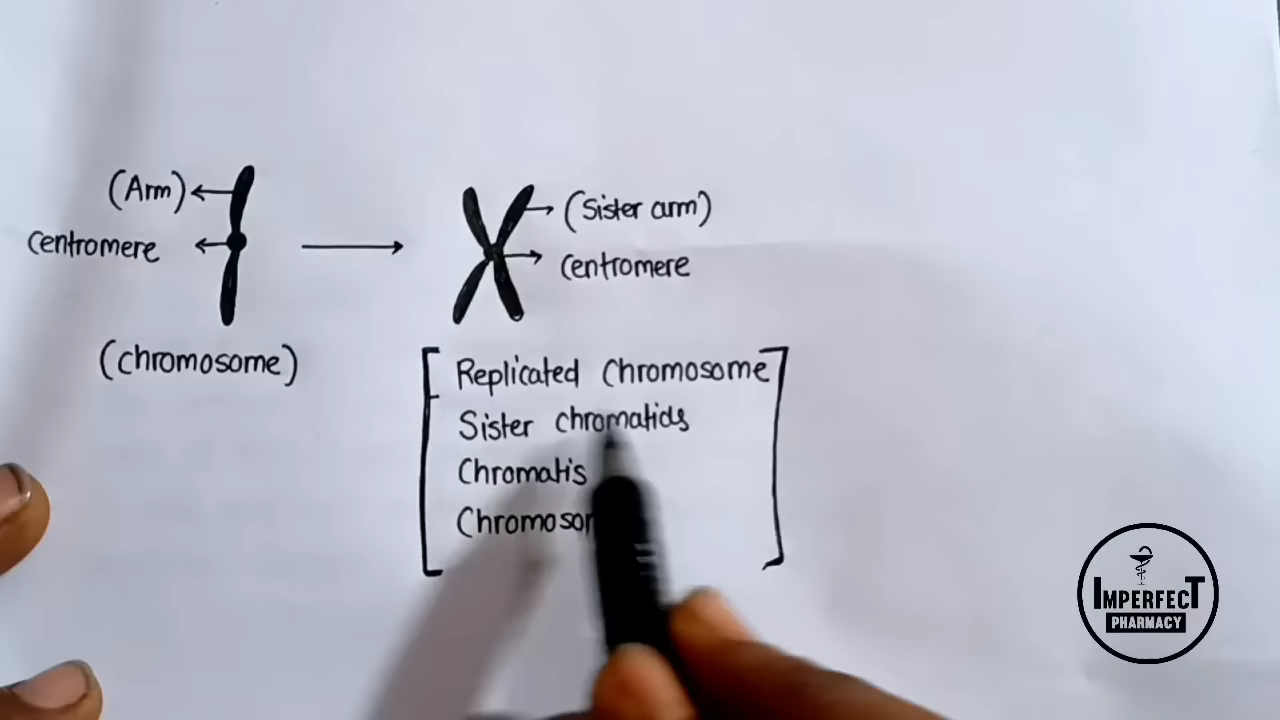 (Arm)
centromere
(chromosome)
(Sister arm)
centromere
Replicated Chromosome
Sister chromatids
Chromatis
IMPERFECT
PHARMACY